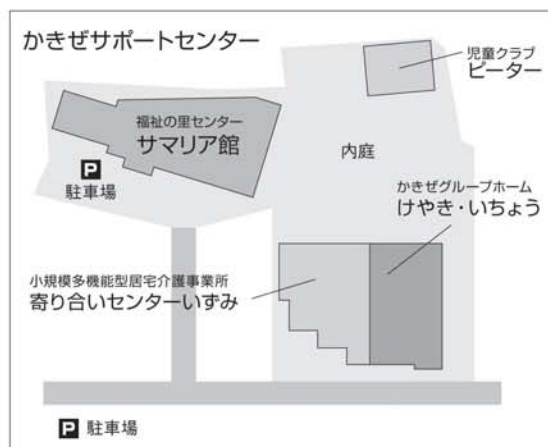 かきぜサポートセンター
児童クラブ
ピーター
福祉の里センター
サマリア館
P
駐車場
内庭
かきぜグループホーム
けやき・いちょう
小規模多機能型居宅介護事業所
寄り合いセンターいずみ
P 駐車場